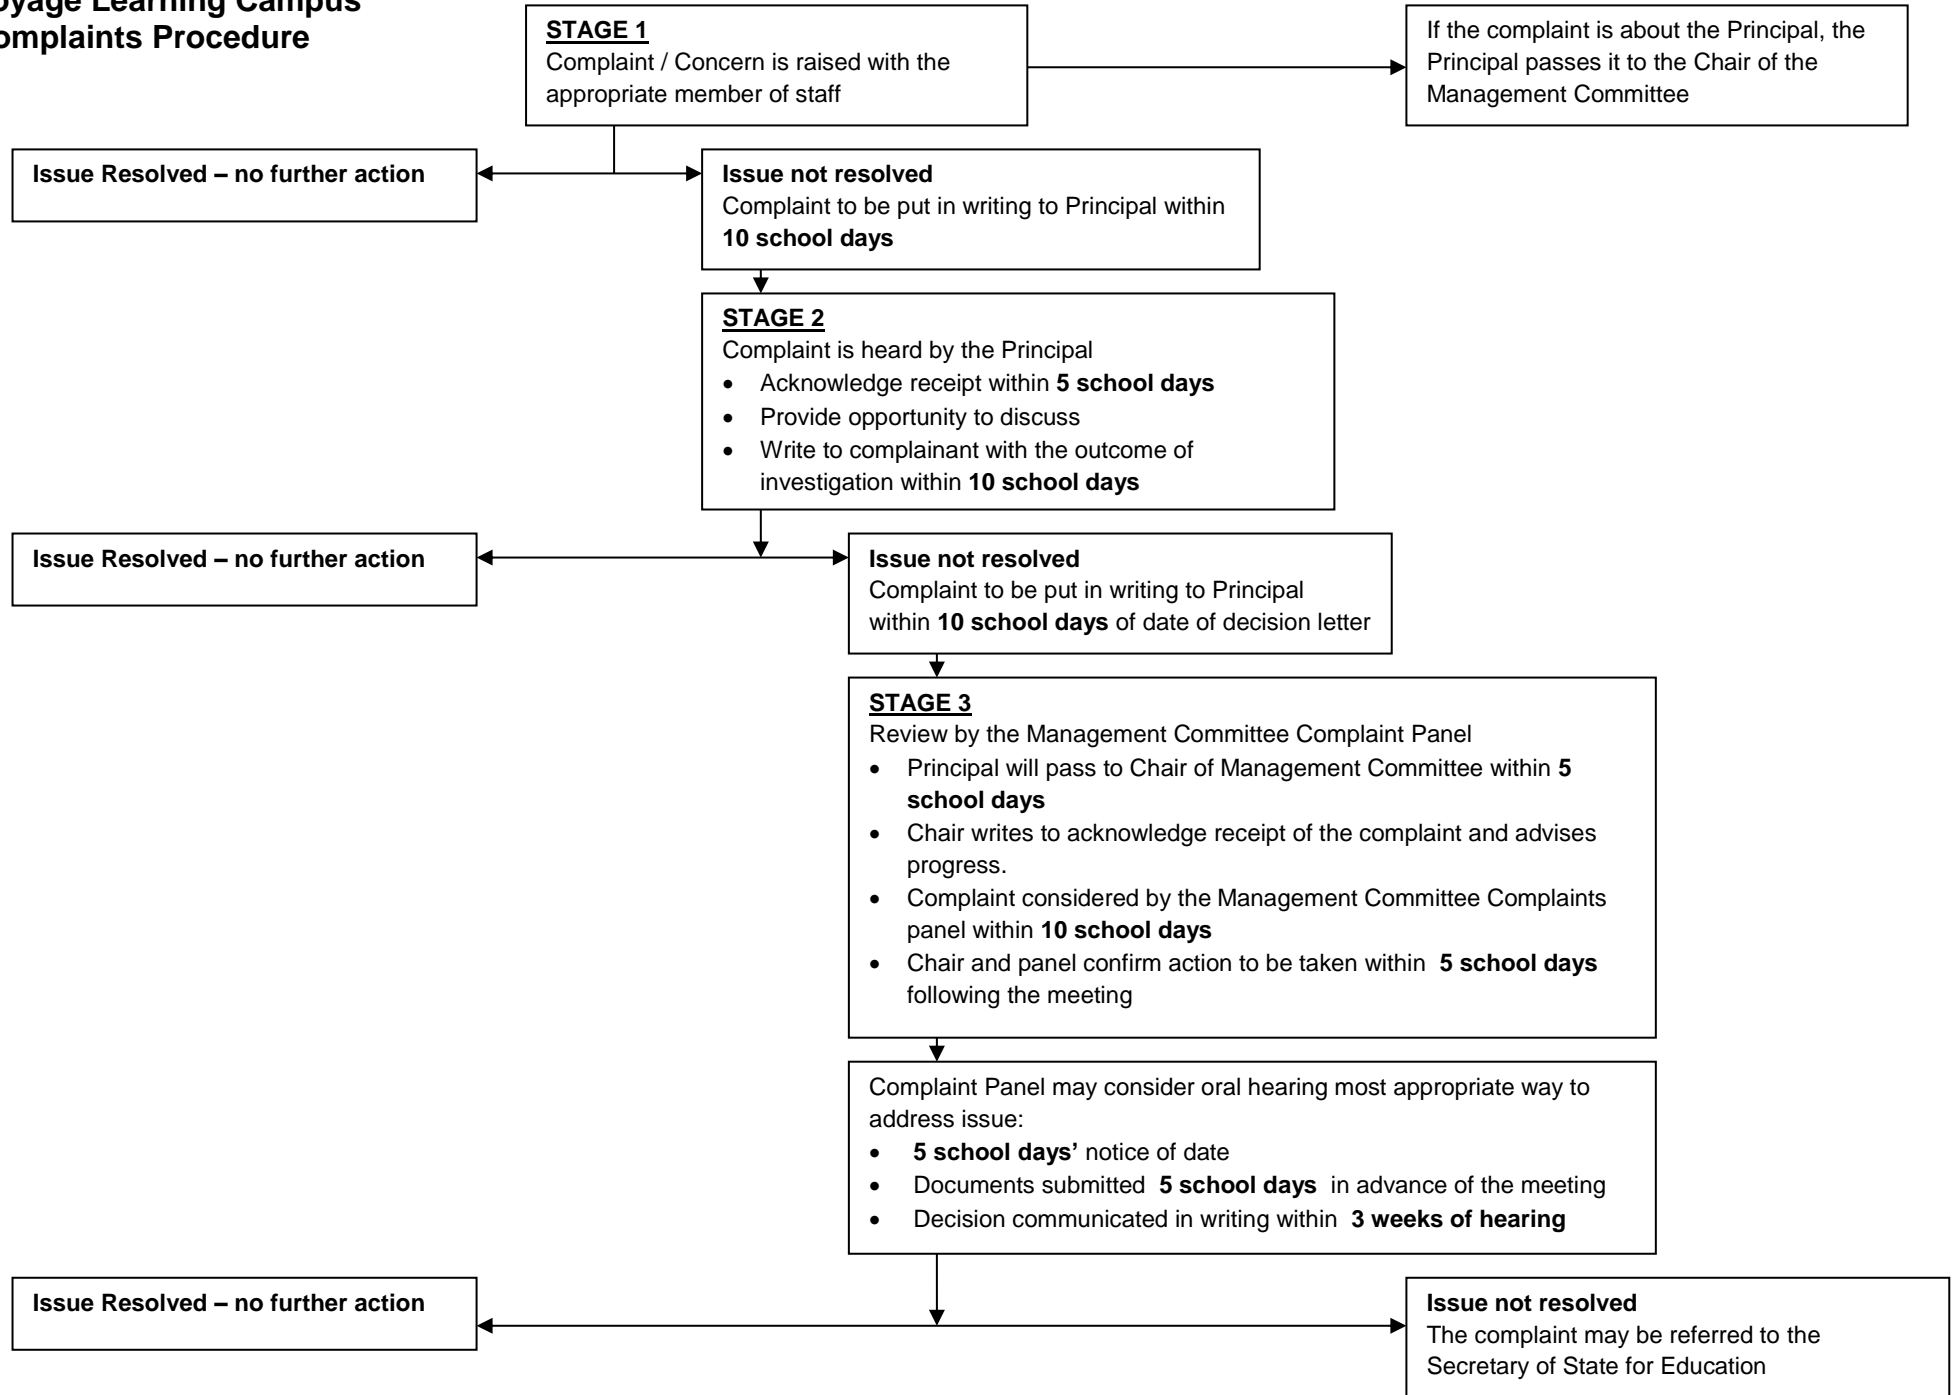 oyage Learning Campus
omplaints Procedure
STAGE 1
Complaint / Concern is raised with the
appropriate member of staff
If the complaint is about the Principal, the
Principal passes it to the Chair of the
Management Committee
Issue Resolved – no further action
Issue not resolved
Complaint to be put in writing to Principal within
10 school days
STAGE 2
Complaint is heard by the Principal
• Acknowledge receipt within 5 school days
• Provide opportunity to discuss
• Write to complainant with the outcome of
investigation within 10 school days
Issue Resolved – no further action
Issue not resolved
Complaint to be put in writing to Principal
within 10 school days of date of decision letter
STAGE 3
Review by the Management Committee Complaint Panel
• Principal will pass to Chair of Management Committee within 5
school days
• Chair writes to acknowledge receipt of the complaint and advises
progress.
• Complaint considered by the Management Committee Complaints
panel within 10 school days
• Chair and panel confirm action to be taken within 5 school days
following the meeting
Complaint Panel may consider oral hearing most appropriate way to
address issue:
• 5 school days’ notice of date
• Documents submitted 5 school days in advance of the meeting
• Decision communicated in writing within 3 weeks of hearing
Issue Resolved – no further action
Issue not resolved
The complaint may be referred to the
Secretary of State for Education